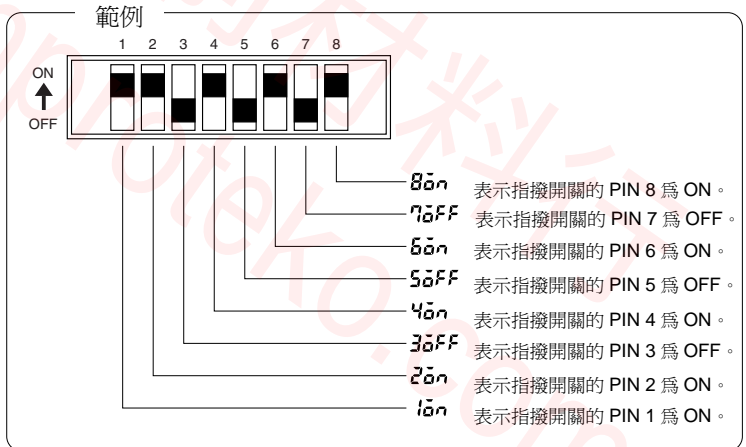 範例
1 2 3 4 5 6 7 8
ON
OFF
8on 表示指撥開關的 PIN 8 爲 ON。
7oFF 表示指撥開關的 PIN 7 爲 OFF。
6on 表示指撥開關的 PIN 6 爲 ON。
5oFF 表示指撥開關的 PIN 5 爲 OFF。
4on 表示指撥開關的 PIN 4 爲 ON。
3oFF 表示指撥開關的 PIN 3 爲 OFF。
2on 表示指撥開關的 PIN 2 爲 ON。
1on 表示指撥開關的 PIN 1 爲 ON。
材料行
proteko.com